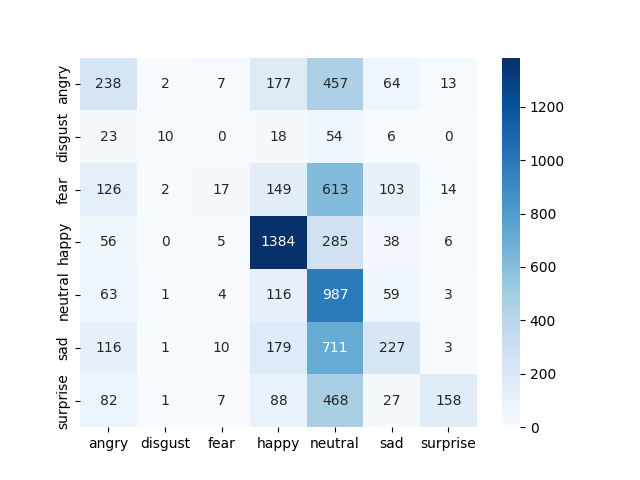 angry 238 2 7 177 457 64 13
disgust 23 10 0 18 54 6 0
fear 126 2 17 149 613 103 14
happy 56 0 5 1384 285 38 6
neutral 63 1 4 116 987 59 3
sad 116 1 10 179 711 227 3
surprise 82 1 7 88 468 27 158
angry disgust fear happy neutral sad surprise
1200
1000
800
600
400
200
0